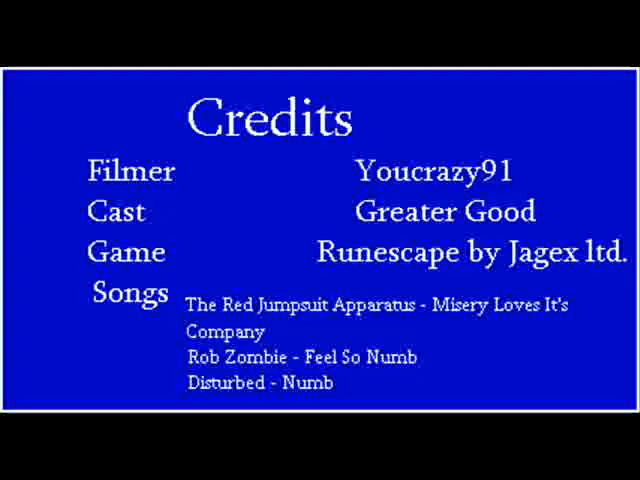 Credits
Filmer Youcrazy91
Cast Greater Good
Game Runescape by Jagex ltd.
Songs The Red Jumpsuit Apparatus - Misery Loves It's
Company
Rob Zombie - Feel So Numb
Disturbed - Numb